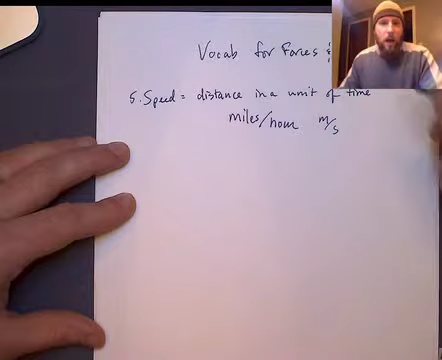 Vocab for Forces &
5. Speed = distance in a unit of time
miles/hour m/s